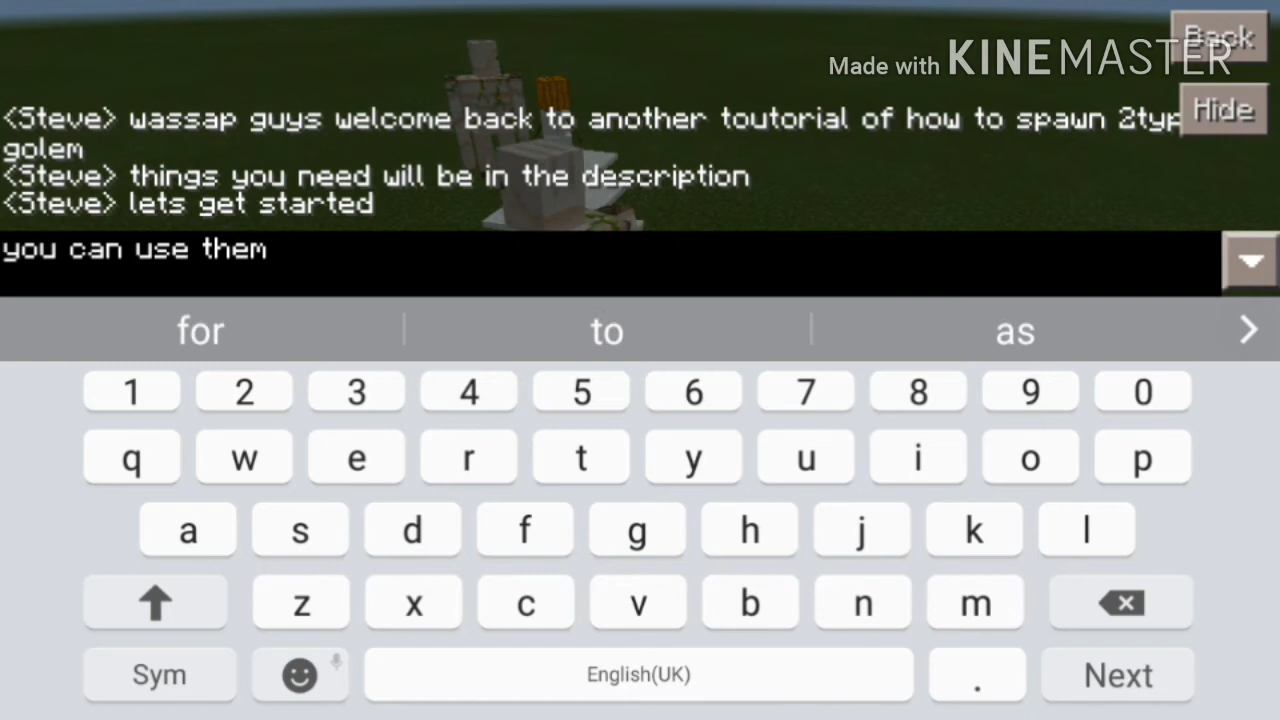 Back
Made with KINEMASTER
Hide
<Steve> wassap guys welcome back to another toutorial of how to spawn 2typ
golem
<Steve> things you need will be in the description
<Steve> lets get started
you can use them
for to as
1 2 3 4 5 6 7 8 9 0
q w e r t y u i o p
a s d f g h j k l
z x c v b n m
Sym English(UK) . Next